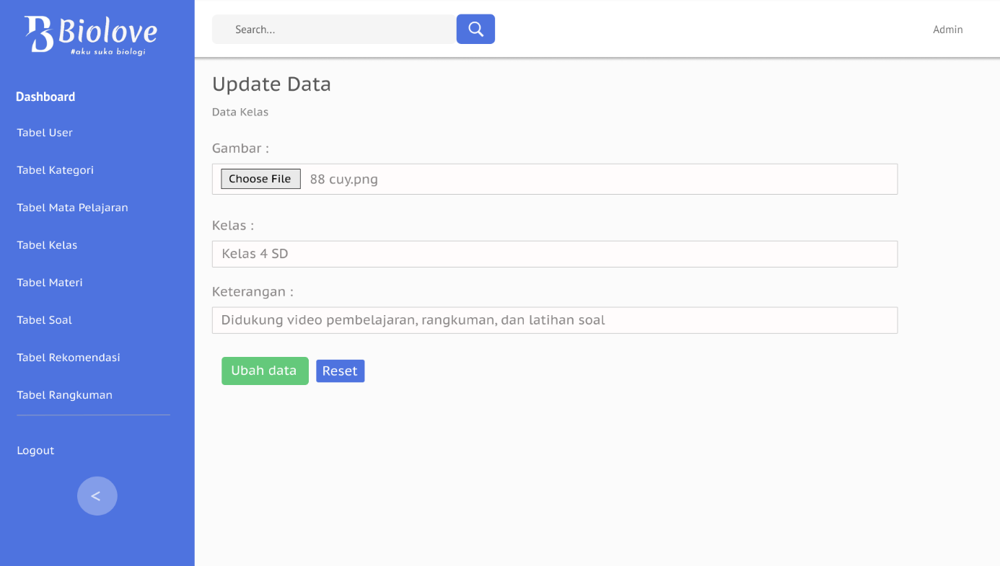 Biolove
#aku suka biologi
Dashboard
Tabel User
Tabel Kategori
Tabel Mata Pelajaran
Tabel Kelas
Tabel Materi
Tabel Soal
Tabel Rekomendasi
Tabel Rangkuman
Logout
<
Search...
Admin
Update Data
Data Kelas
Gambar :
Choose File 88 cuy.png
Kelas :
Kelas 4 SD
Keterangan :
Didukung video pembelajaran, rangkuman, dan latihan soal
Ubah data Reset